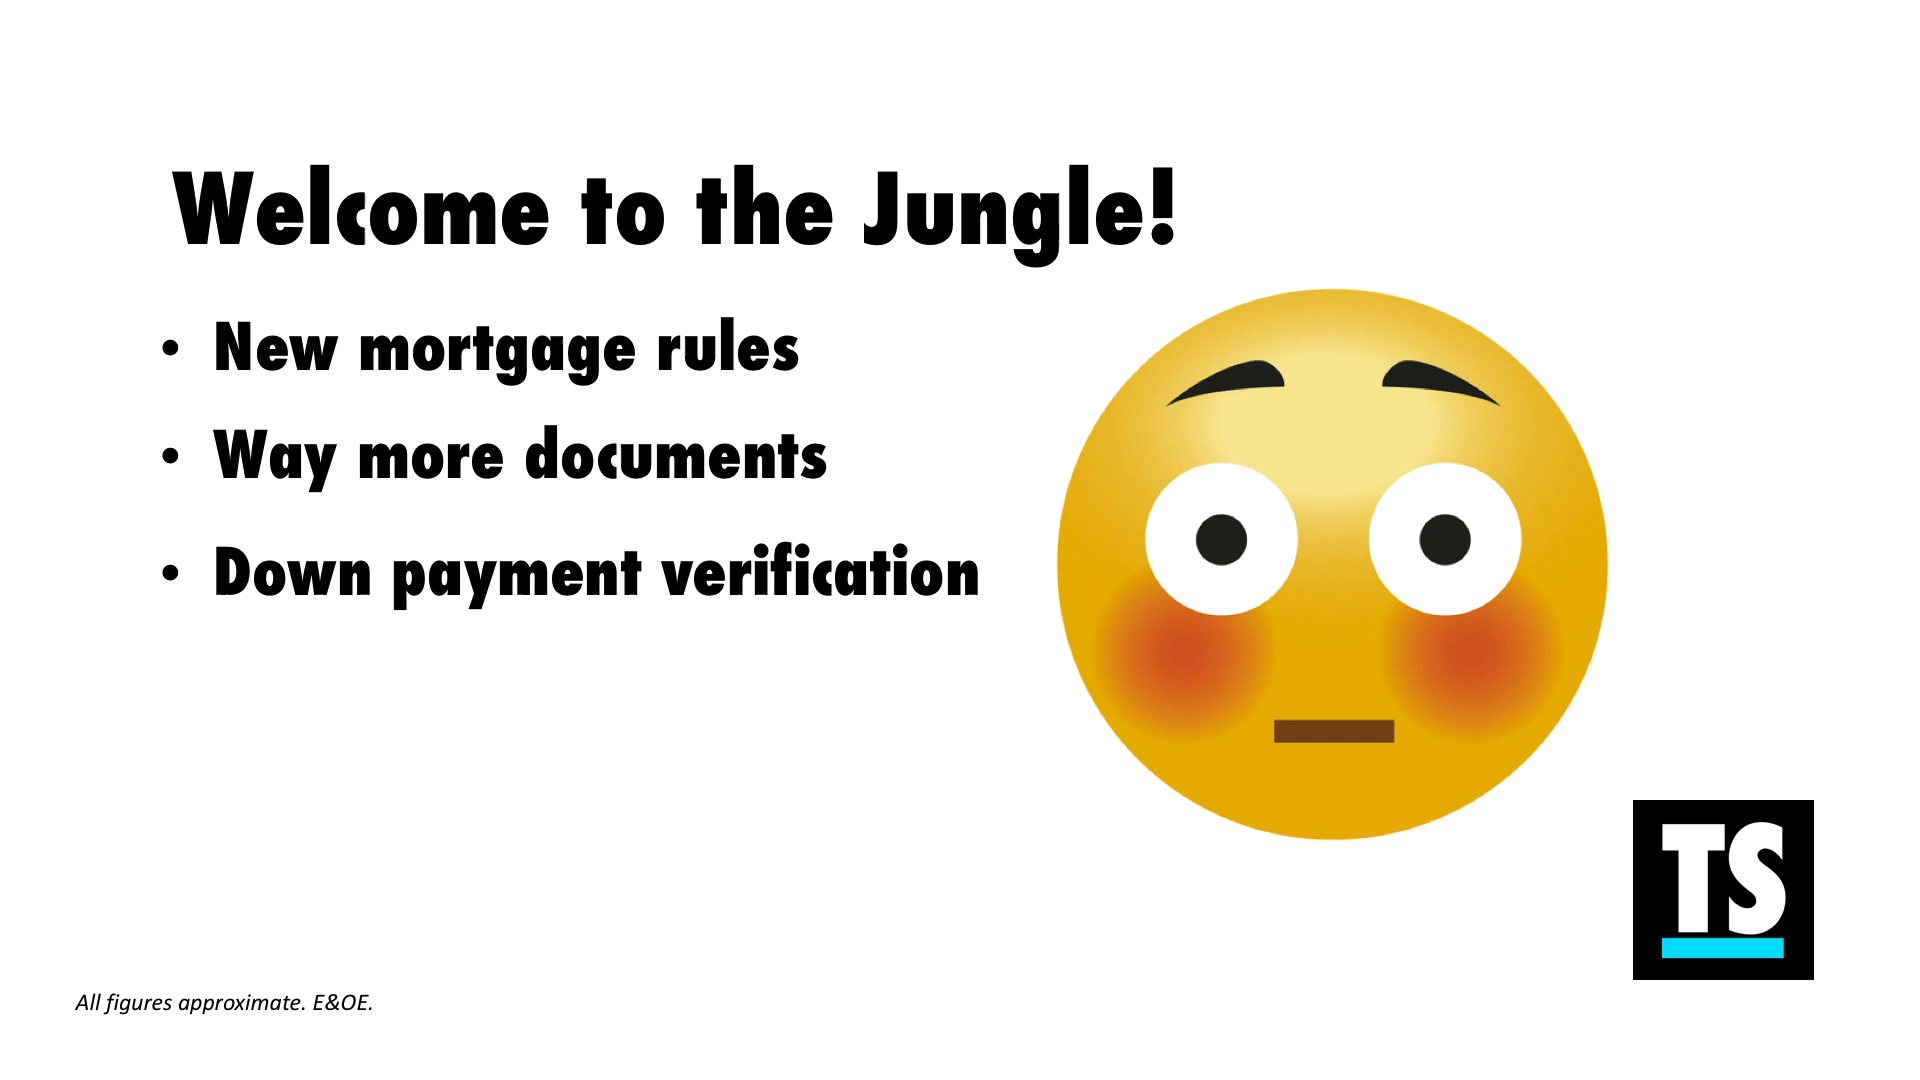 Welcome to the Jungle!
• New mortgage rules
• Way more documents
• Down payment verification
TS
All figures approximate. E&OE.